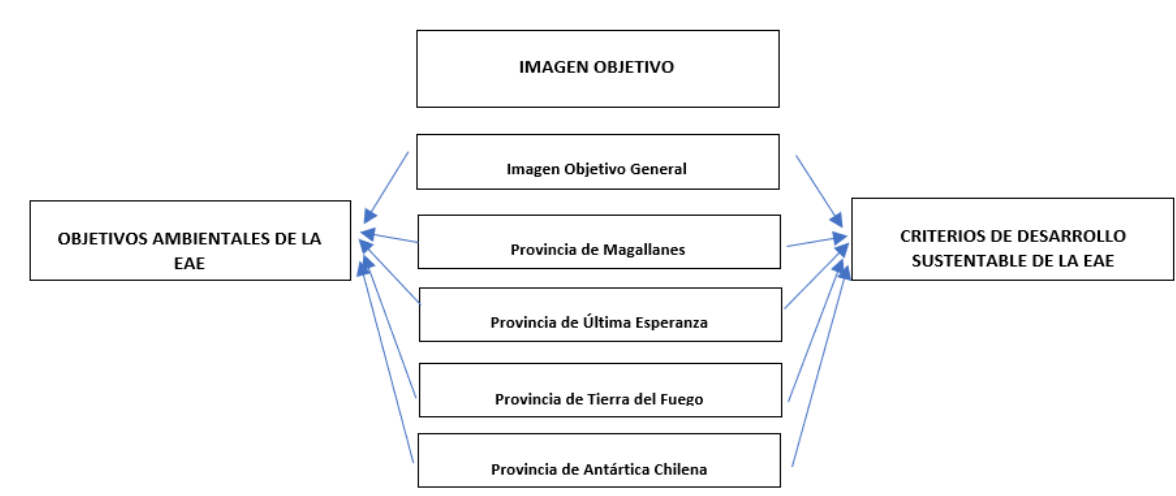 IMAGEN OBJETIVO
Imagen Objetivo General
OBJETIVOS AMBIENTALES DE LA
EAE
Provincia de Magallanes
CRITERIOS DE DESARROLLO
SUSTENTABLE DE LA EAE
Provincia de Última Esperanza
Provincia de Tierra del Fuego
Provincia de Antártica Chilena